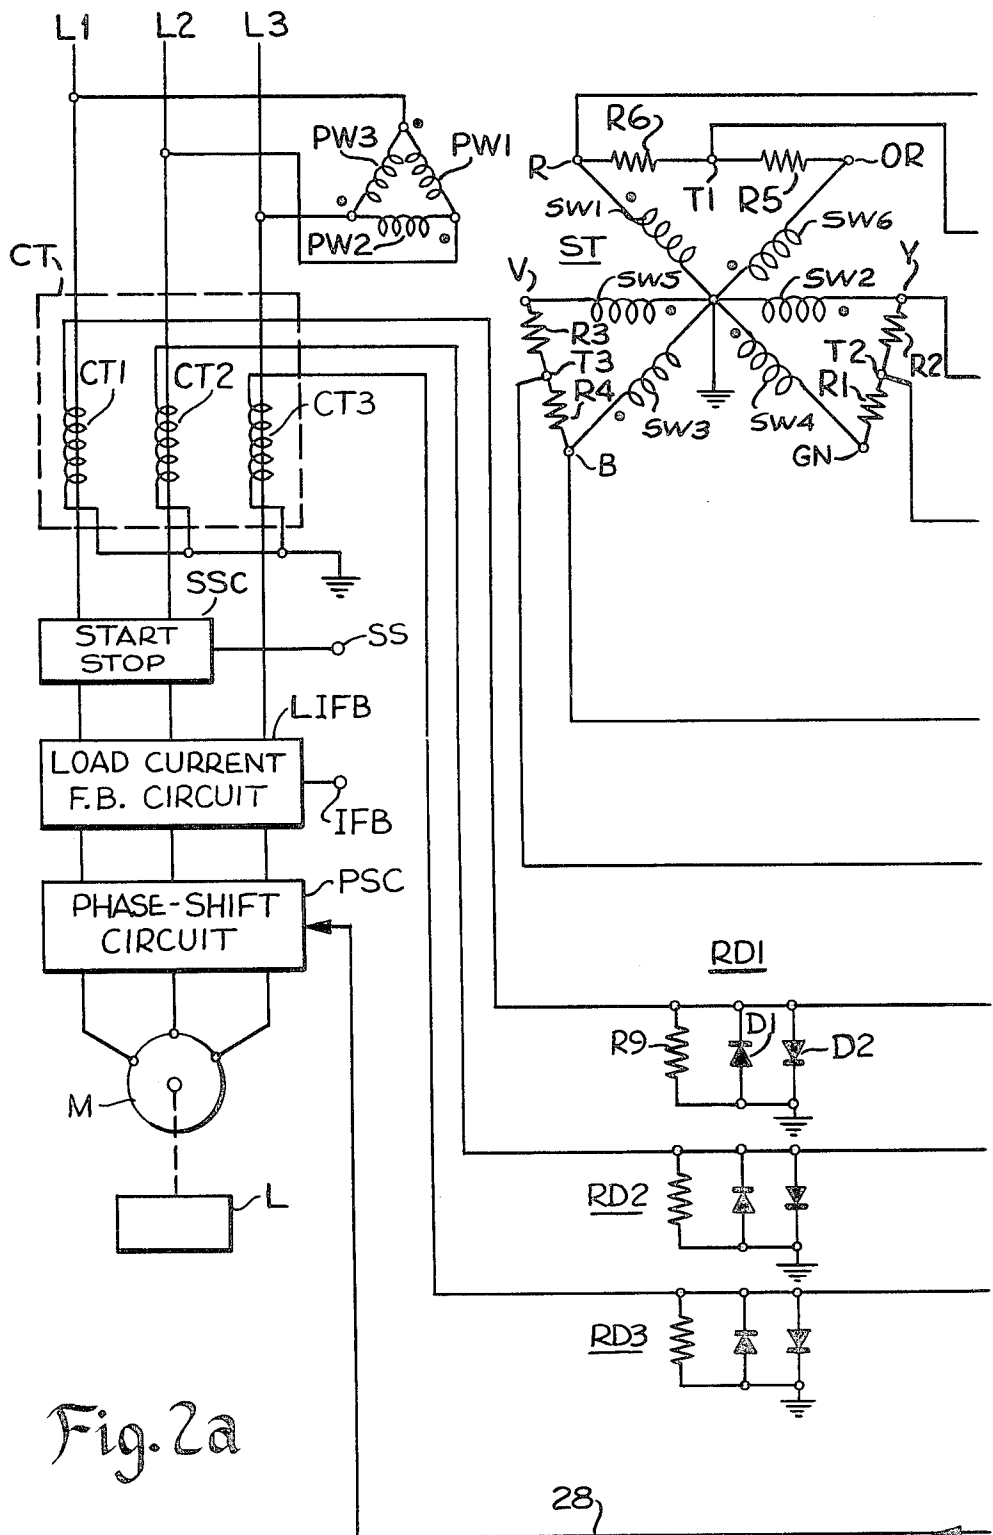 L1 L2 L3
PW3
PW1
PW2
R6
R
T1
R5
OR
SW1
SW6
ST
V
SW5
SW2
Y
CT
R3
T3
R4
T2
R2
R1
CT1
CT2
CT3
SW3
SW4
B
GN
SSC
START
STOP
SS
LIFB
LOAD CURRENT
F.B. CIRCUIT
IFB
PSC
PHASE-SHIFT
CIRCUIT
RD1
R9
D1
D2
M
RD2
L
RD3
Fig. 2a
28